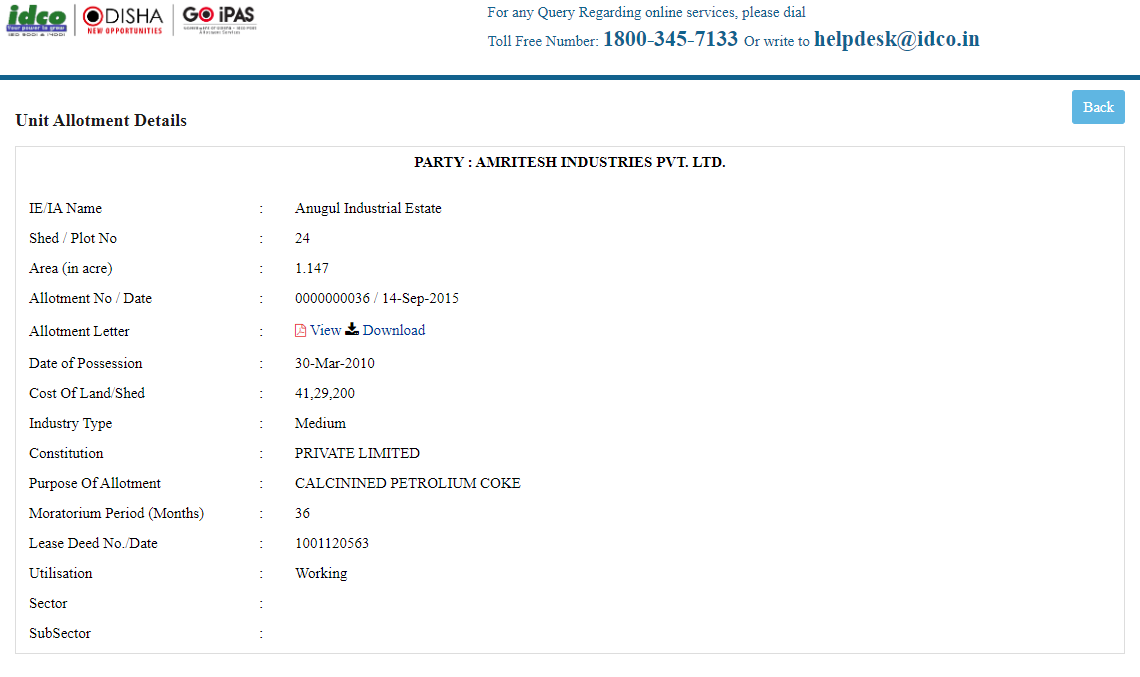 idco
Your power to grow
ISO 9001 & 14001
ODISHA
NEW OPPORTUNITIES
GO iPAS
For any Query Regarding online services, please dial
Toll Free Number: 1800-345-7133 Or write to helpdesk@idco.in
Back
Unit Allotment Details
PARTY : AMRITESH INDUSTRIES PVT. LTD.
IE/IA Name : Anugul Industrial Estate
Shed / Plot No : 24
Area (in acre) : 1.147
Allotment No / Date : 0000000036 / 14-Sep-2015
Allotment Letter : View Download
Date of Possession : 30-Mar-2010
Cost Of Land/Shed : 41,29,200
Industry Type : Medium
Constitution : PRIVATE LIMITED
Purpose Of Allotment : CALCININED PETROLIUM COKE
Moratorium Period (Months) : 36
Lease Deed No./Date : 1001120563
Utilisation : Working
Sector :
SubSector :